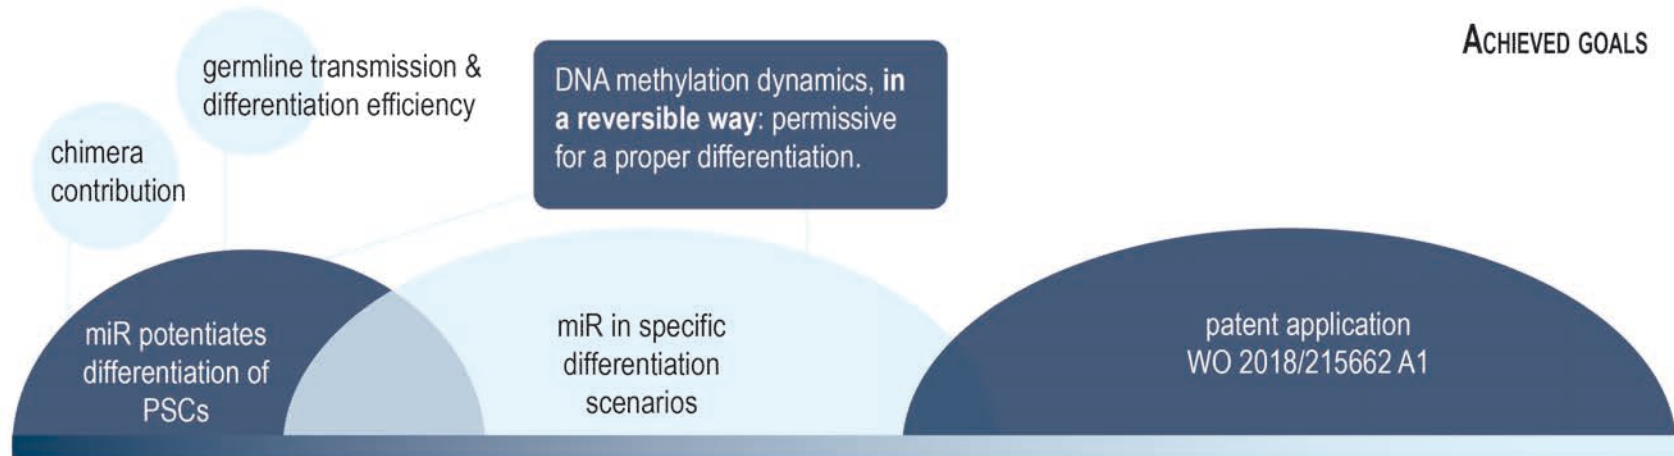 ACHIEVED GOALS
germline transmission &
differentiation efficiency
chimera
contribution
DNA methylation dynamics, in
a reversible way: permissive
for a proper differentiation.
miR potentiates
differentiation of
PSCs
miR in specific
differentiation
scenarios
patent application
WO 2018/215662 A1